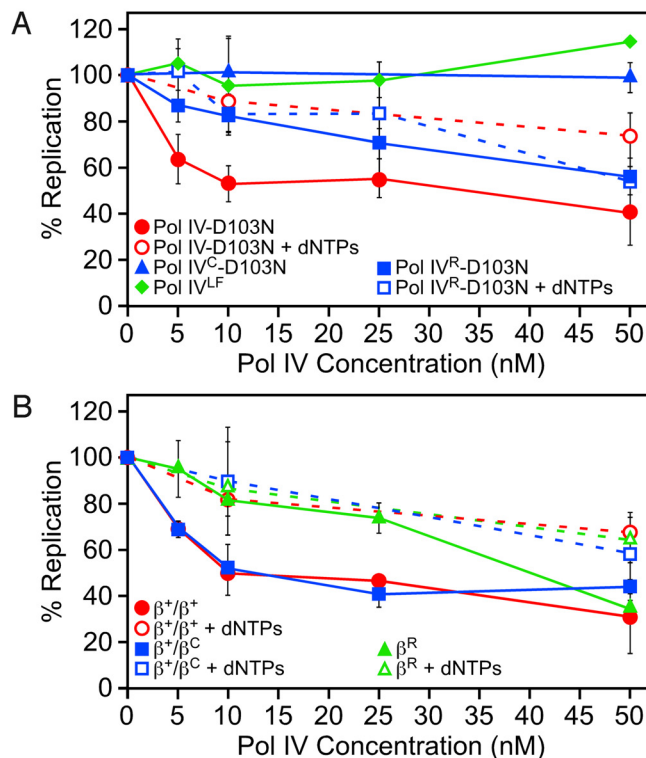 A
120
100
80
60
40
20
0
% Replication
Pol IV-D103N
Pol IV-D103N + dNTPs
Pol IVᶜ-D103N
Pol IVᴸꟳ
Pol IVᴿ-D103N
Pol IVᴿ-D103N + dNTPs
0 5 10 15 20 25 30 35 40 45 50
Pol IV Concentration (nM)
B
120
100
80
60
40
20
0
% Replication
β⁺/β⁺
β⁺/β⁺ + dNTPs
β⁺/βᶜ
β⁺/βᶜ + dNTPs
βᴿ
βᴿ + dNTPs
0 5 10 15 20 25 30 35 40 45 50
Pol IV Concentration (nM)